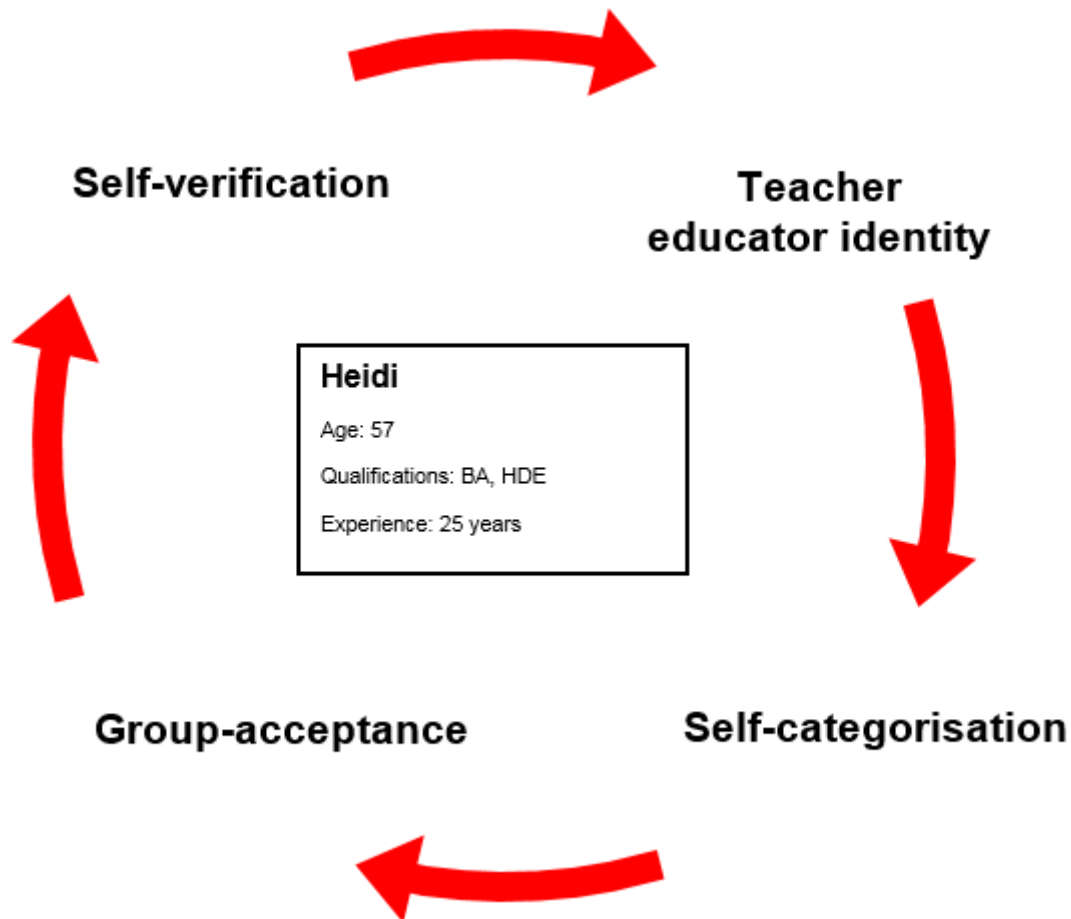 Self-verification
Teacher
educator identity
Heidi
Age: 57
Qualifications: BA, HDE
Experience: 25 years
Group-acceptance
Self-categorisation